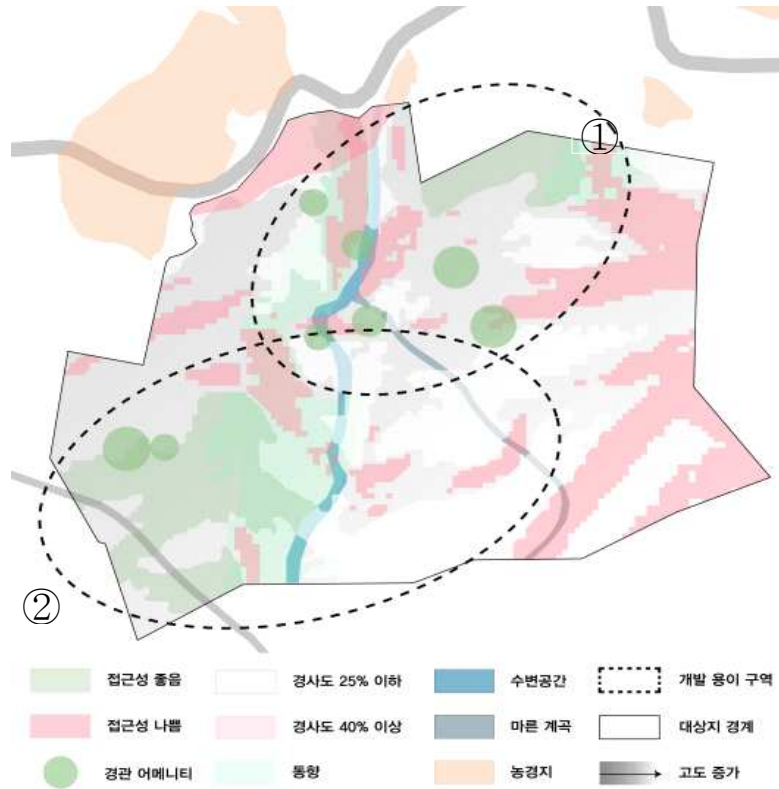 ①
②
접근성 좋음
경사도 25% 이하
수변공간
개발 용이 구역
접근성 나쁨
경사도 40% 이상
마른 계곡
대상지 경계
경관 어메니티
동향
농경지
고도 증가